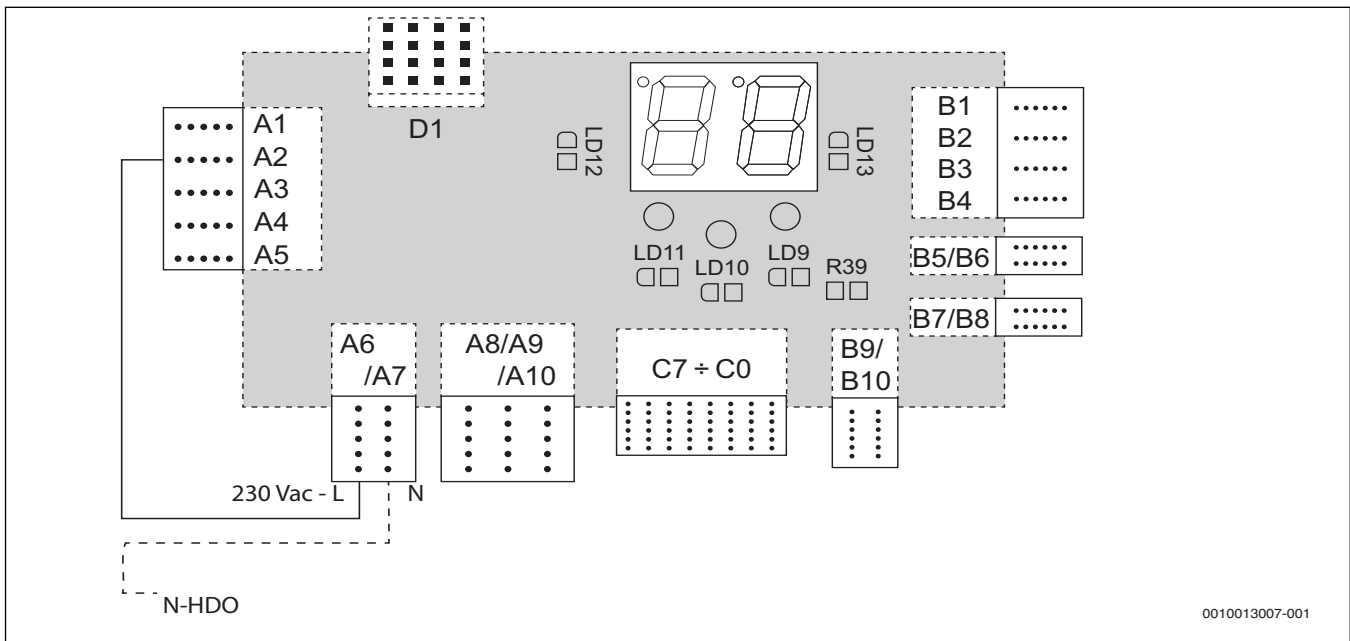 D1
A1
A2
A3
A4
A5
LD12
LD13
B1
B2
B3
B4
LD11
LD10
LD9
R39
B5/B6
B7/B8
A6
/A7
A8/A9
/A10
C7 ÷ C0
B9/
B10
230 Vac - L
N
N-HDO
0010013007-001